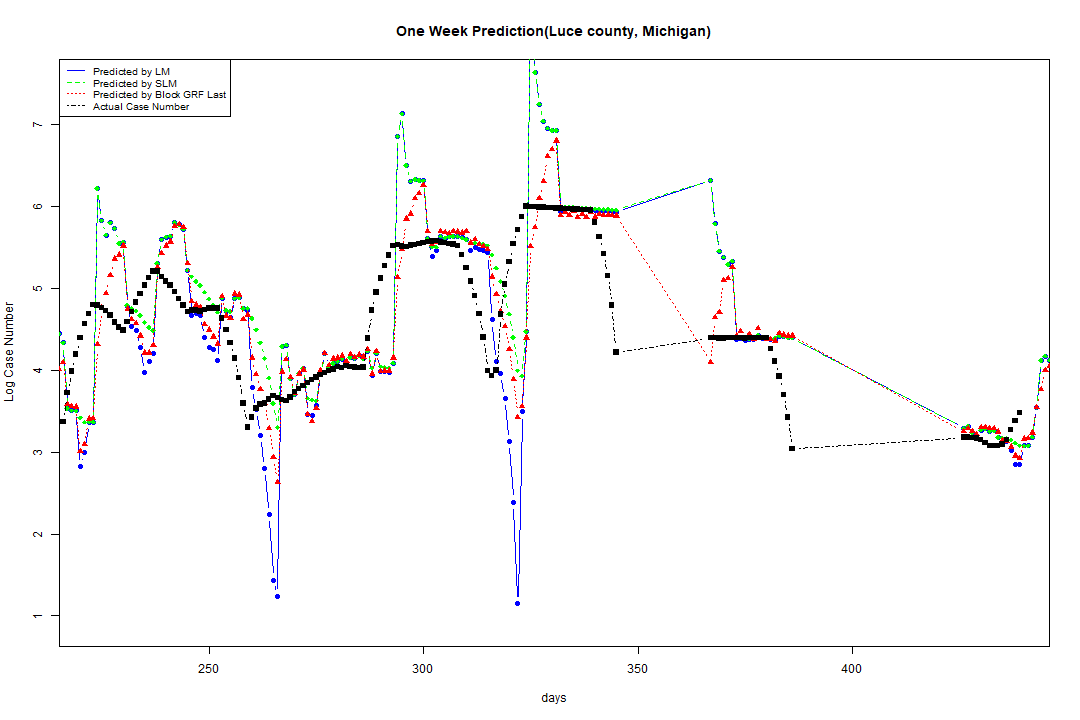 One Week Prediction(Luce county, Michigan)
Predicted by LM
Predicted by SLM
Predicted by Block GRF Last
Actual Case Number
Log Case Number
7
6
5
4
3
2
1
250 300 350 400
days